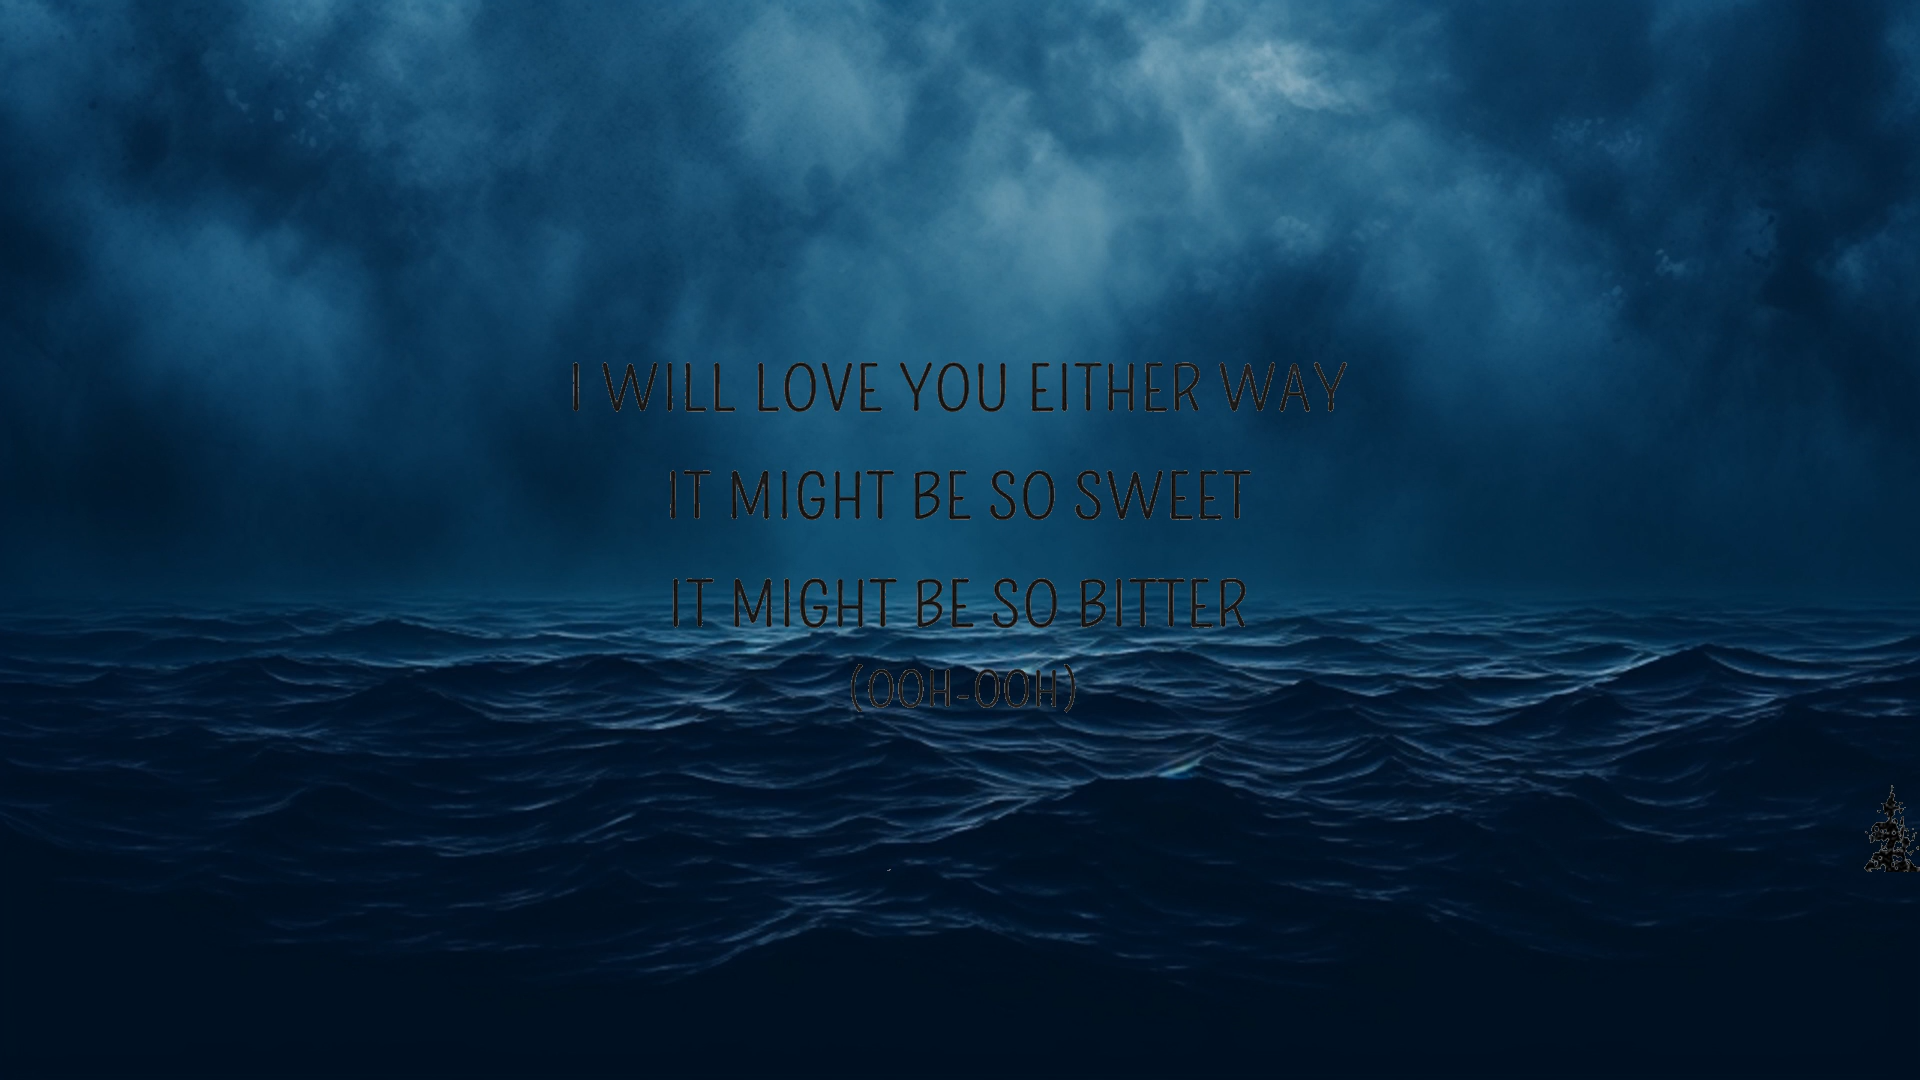 I WILL LOVE YOU EITHER WAY
IT MIGHT BE SO SWEET
IT MIGHT BE SO BITTER
(OOH-OOH)